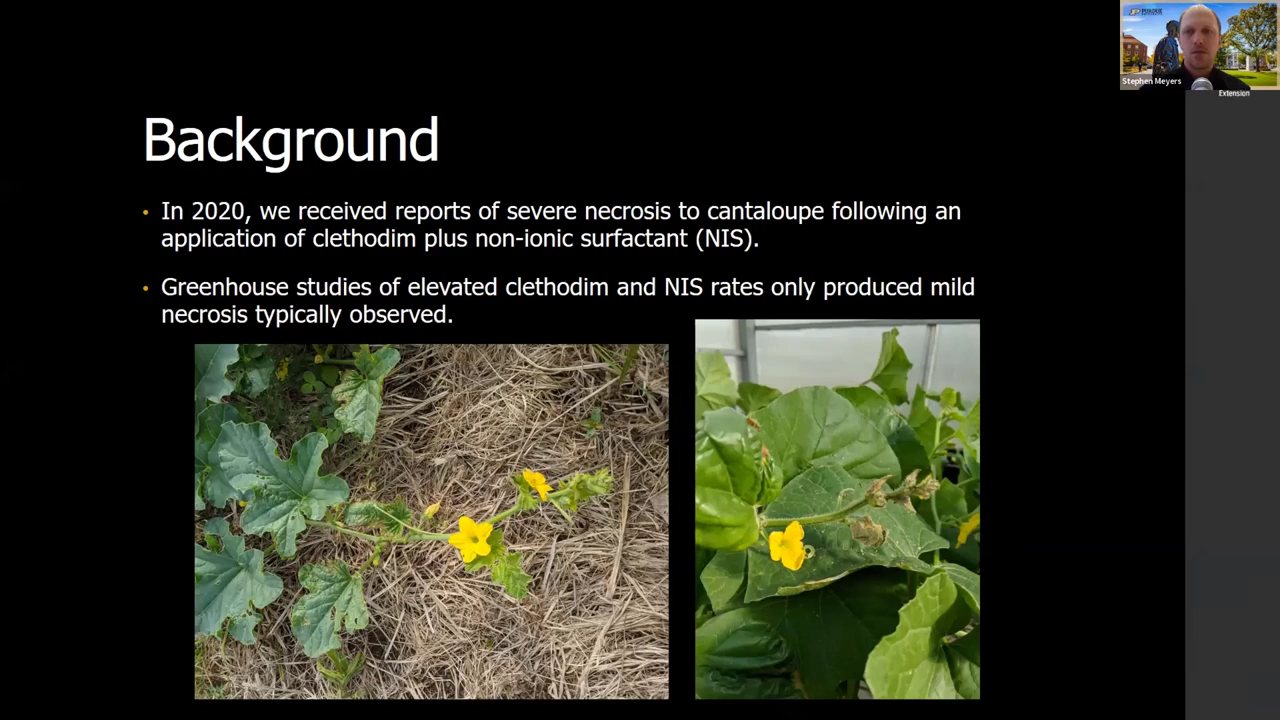 PURDUE
Stephen Meyers
Extension
Background
• In 2020, we received reports of severe necrosis to cantaloupe following an
application of clethodim plus non-ionic surfactant (NIS).
• Greenhouse studies of elevated clethodim and NIS rates only produced mild
necrosis typically observed.